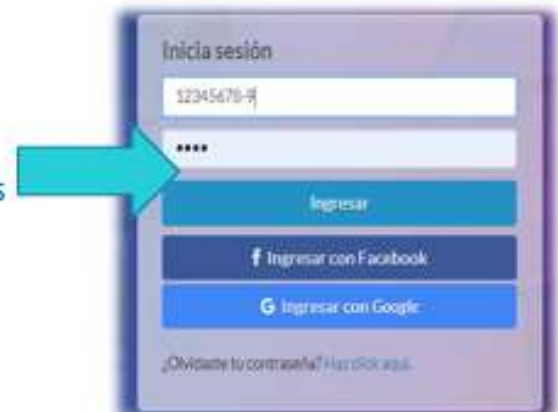 Inicia sesión
12345678-9
••••
s
Ingresar
f Ingresar con Facebook
G Ingresar con Google
¿Olvidaste tu contraseña? Haz click aquí.